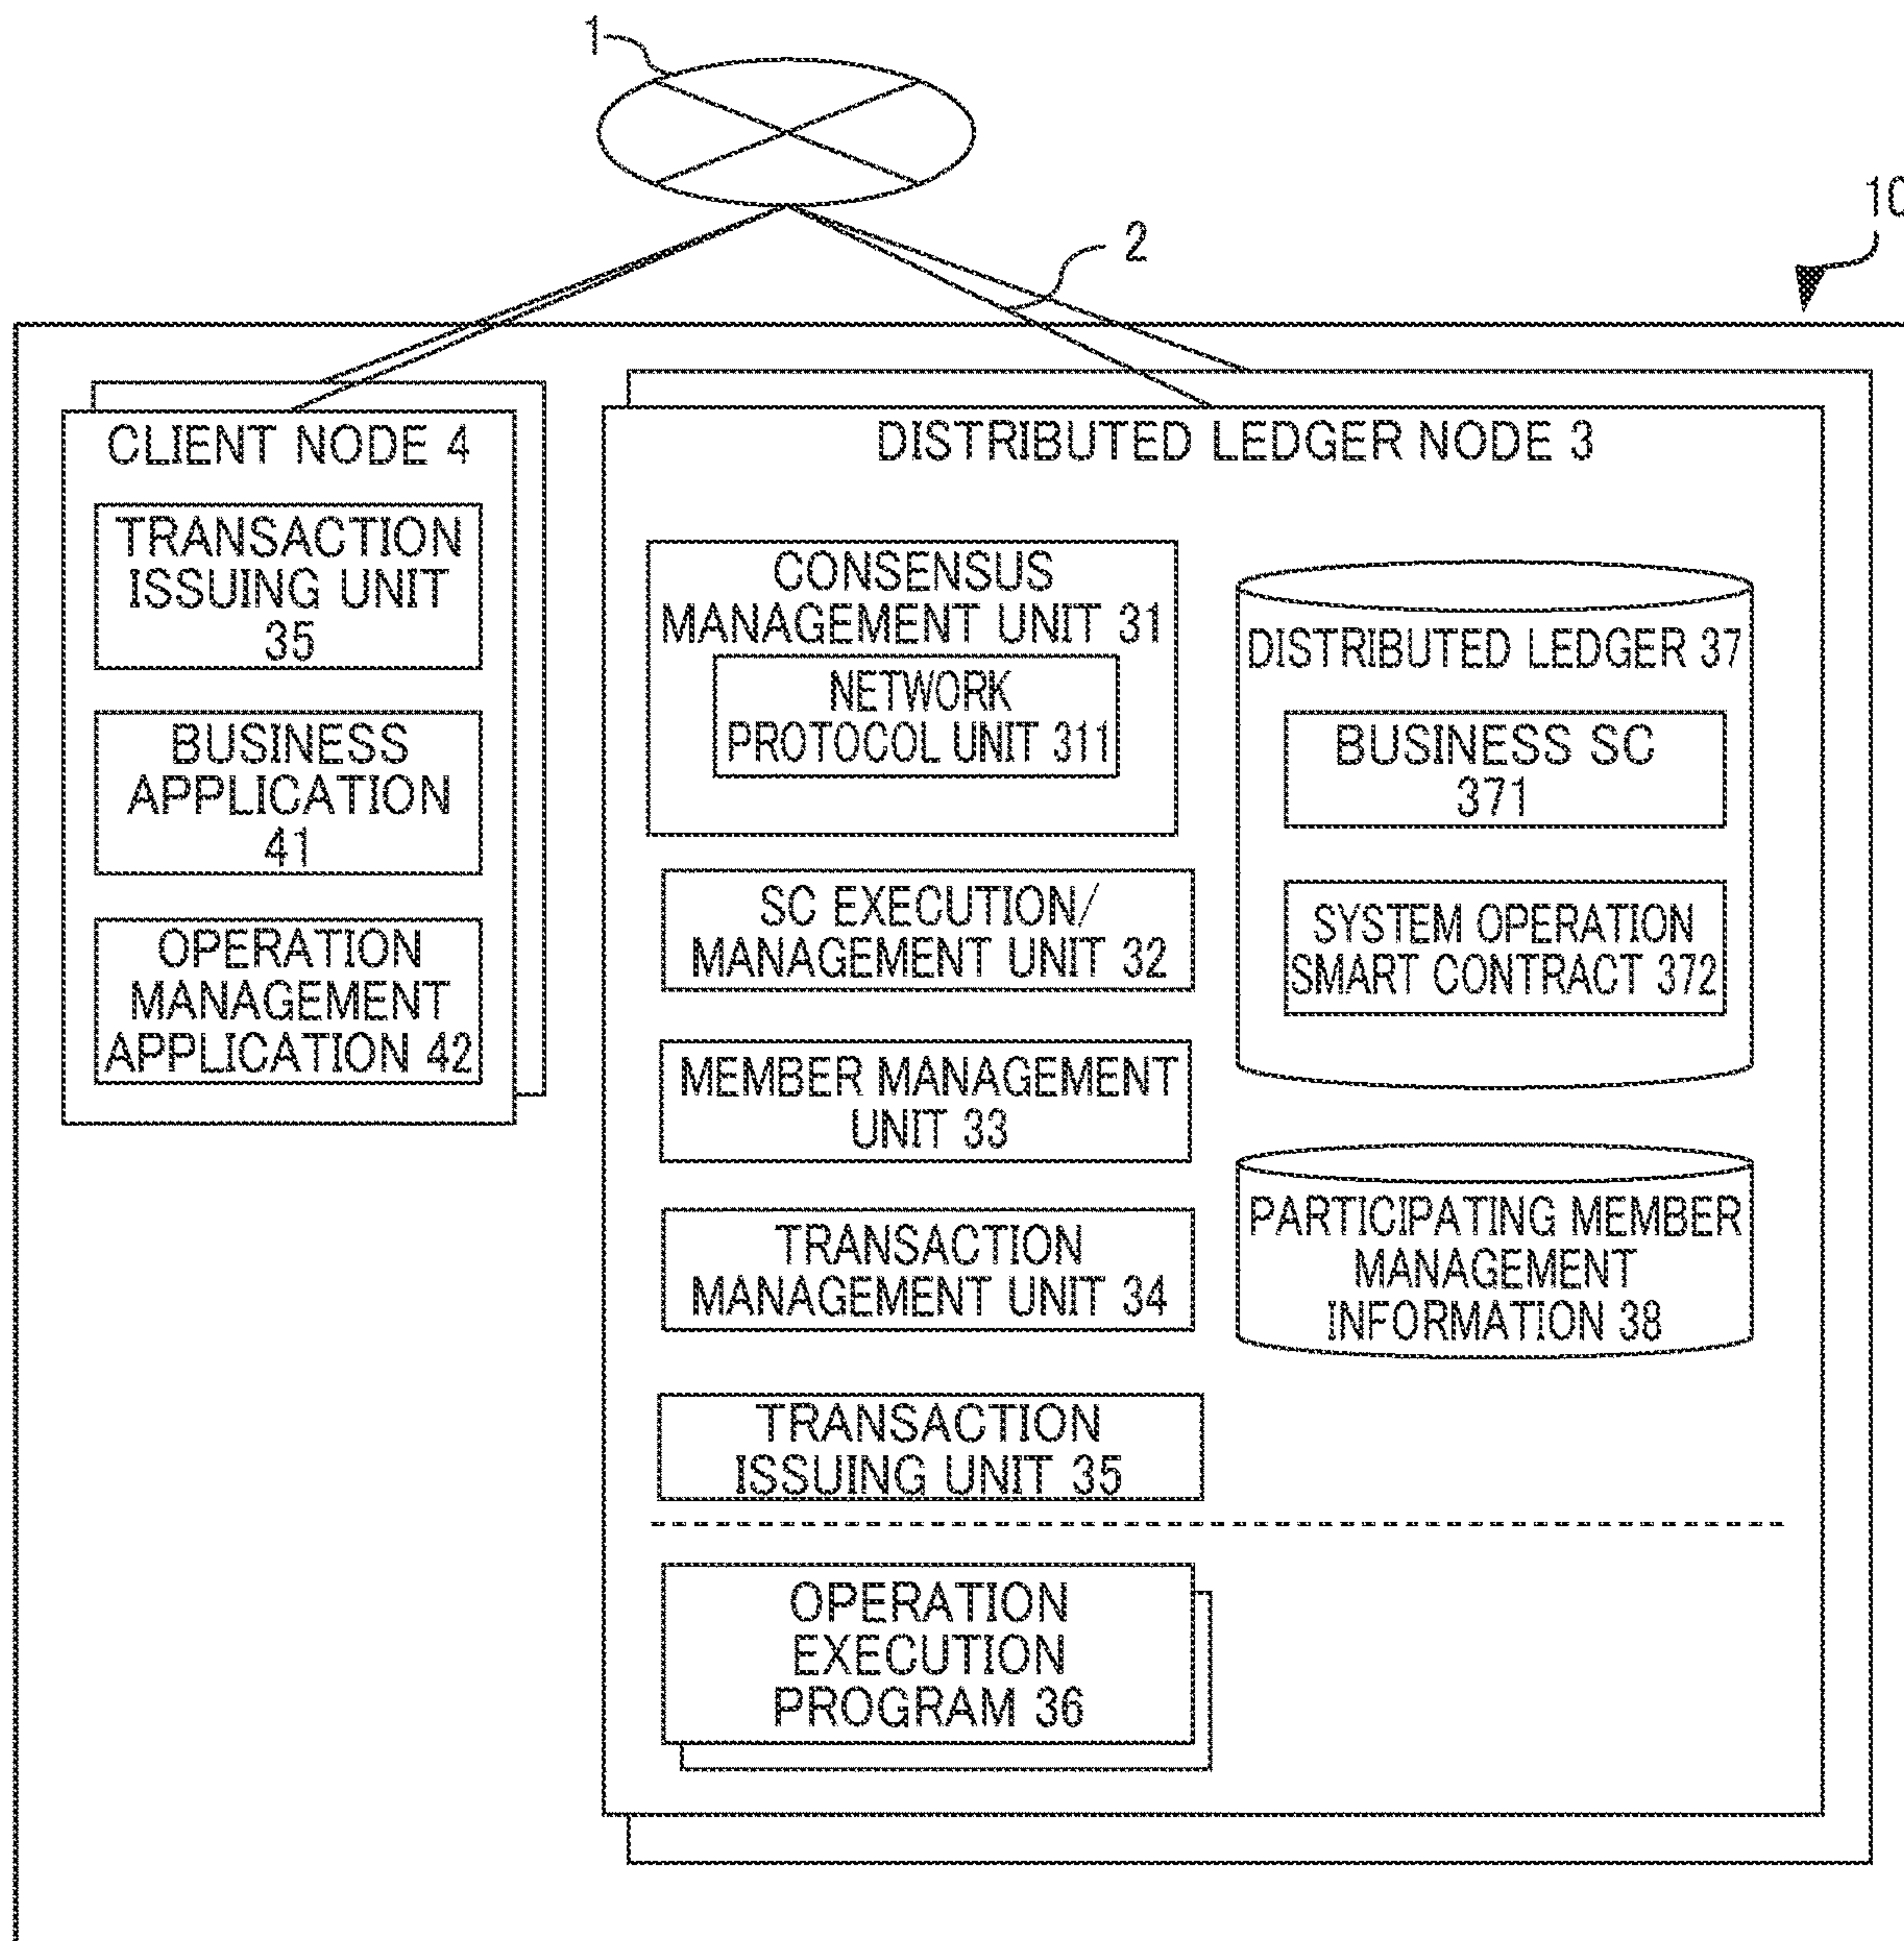 1
10
2
CLIENT NODE 4
TRANSACTION
ISSUING UNIT
35
BUSINESS
APPLICATION
41
OPERATION
MANAGEMENT
APPLICATION 42
DISTRIBUTED LEDGER NODE 3
CONSENSUS
MANAGEMENT UNIT 31
NETWORK
PROTOCOL UNIT 311
SC EXECUTION/
MANAGEMENT UNIT 32
MEMBER MANAGEMENT
UNIT 33
TRANSACTION
MANAGEMENT UNIT 34
TRANSACTION
ISSUING UNIT 35
OPERATION
EXECUTION
PROGRAM 36
DISTRIBUTED LEDGER 37
BUSINESS SC
371
SYSTEM OPERATION
SMART CONTRACT 372
PARTICIPATING MEMBER
MANAGEMENT
INFORMATION 38